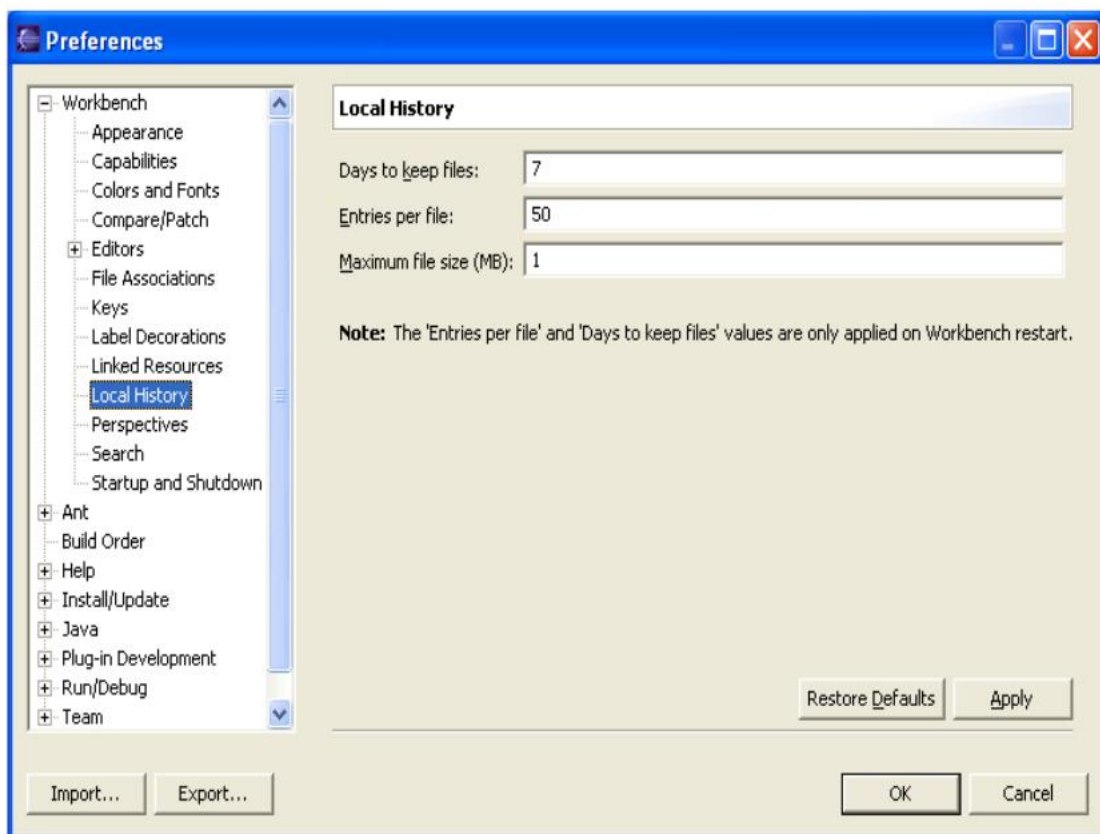 Preferences
Workbench
Appearance
Capabilities
Colors and Fonts
Compare/Patch
Editors
File Associations
Keys
Label Decorations
Linked Resources
Local History
Perspectives
Search
Startup and Shutdown
Ant
Build Order
Help
Install/Update
Java
Plug-in Development
Run/Debug
Team
Local History
Days to keep files: 7
Entries per file: 50
Maximum file size (MB): 1
Note: The 'Entries per file' and 'Days to keep files' values are only applied on Workbench restart.
Restore Defaults Apply
Import... Export... OK Cancel